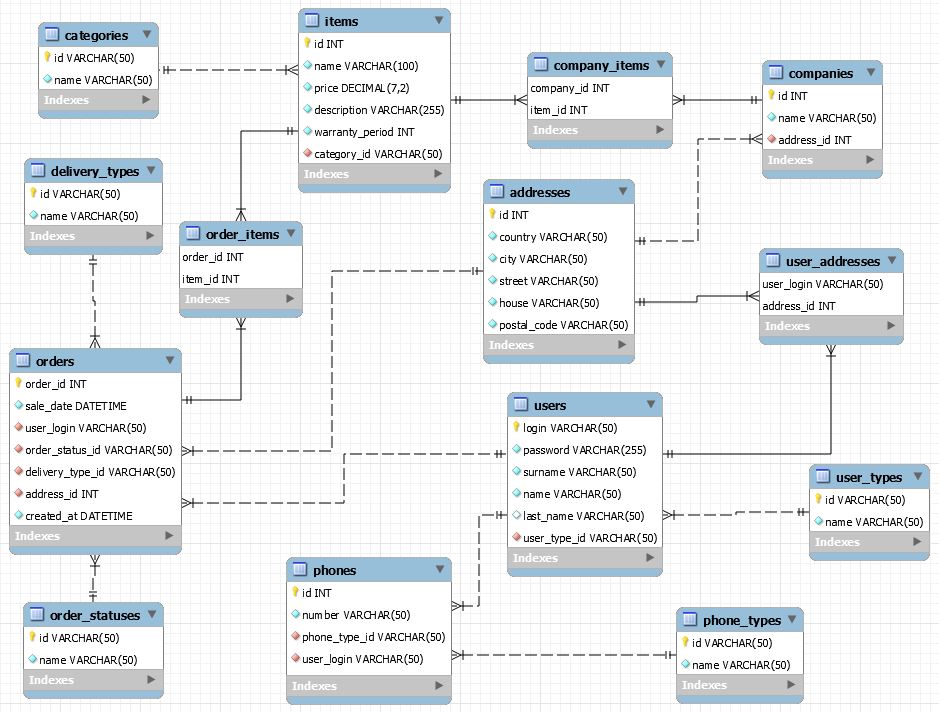 categories
id VARCHAR(50)
name VARCHAR(50)
Indexes
items
id INT
name VARCHAR(100)
price DECIMAL(7,2)
description VARCHAR(255)
warranty_period INT
category_id VARCHAR(50)
Indexes
company_items
company_id INT
item_id INT
Indexes
companies
id INT
name VARCHAR(50)
address_id INT
Indexes
delivery_types
id VARCHAR(50)
name VARCHAR(50)
Indexes
order_items
order_id INT
item_id INT
Indexes
addresses
id INT
country VARCHAR(50)
city VARCHAR(50)
street VARCHAR(50)
house VARCHAR(50)
postal_code VARCHAR(50)
Indexes
user_addresses
user_login VARCHAR(50)
address_id INT
Indexes
orders
order_id INT
sale_date DATETIME
user_login VARCHAR(50)
order_status_id VARCHAR(50)
delivery_type_id VARCHAR(50)
address_id INT
created_at DATETIME
Indexes
users
login VARCHAR(50)
password VARCHAR(255)
surname VARCHAR(50)
name VARCHAR(50)
last_name VARCHAR(50)
user_type_id VARCHAR(50)
Indexes
user_types
id VARCHAR(50)
name VARCHAR(50)
Indexes
phones
id INT
number VARCHAR(50)
phone_type_id VARCHAR(50)
user_login VARCHAR(50)
Indexes
order_statuses
id VARCHAR(50)
name VARCHAR(50)
Indexes
phone_types
id VARCHAR(50)
name VARCHAR(50)
Indexes